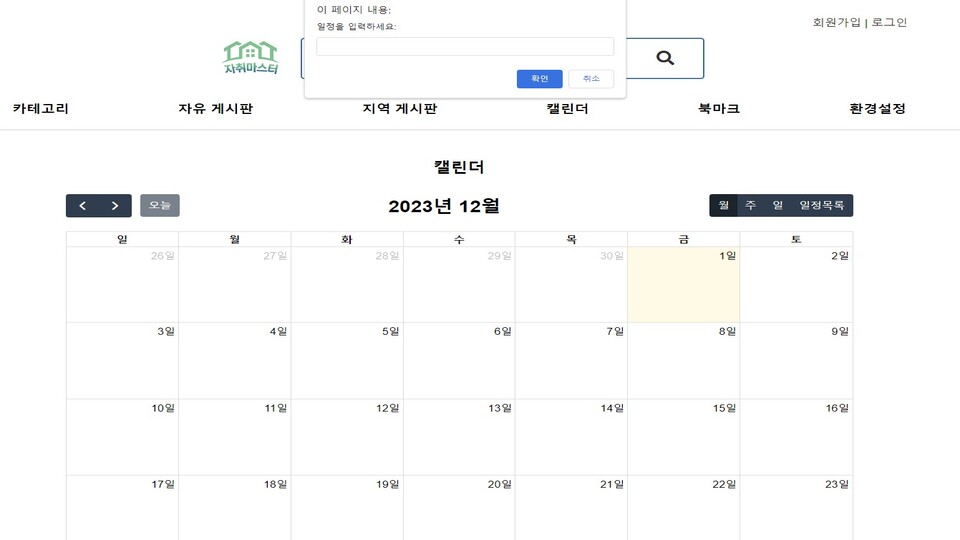 이 페이지 내용:
일정을 입력하세요:
확인 취소
회원가입 | 로그인
자취마스터
카테고리 자유 게시판 지역 게시판 캘린더 북마크 환경설정
캘린더
오늘 2023년 12월 월 주 일 일정목록
일 월 화 수 목 금 토
26일 27일 28일 29일 30일 1일 2일
3일 4일 5일 6일 7일 8일 9일
10일 11일 12일 13일 14일 15일 16일
17일 18일 19일 20일 21일 22일 23일